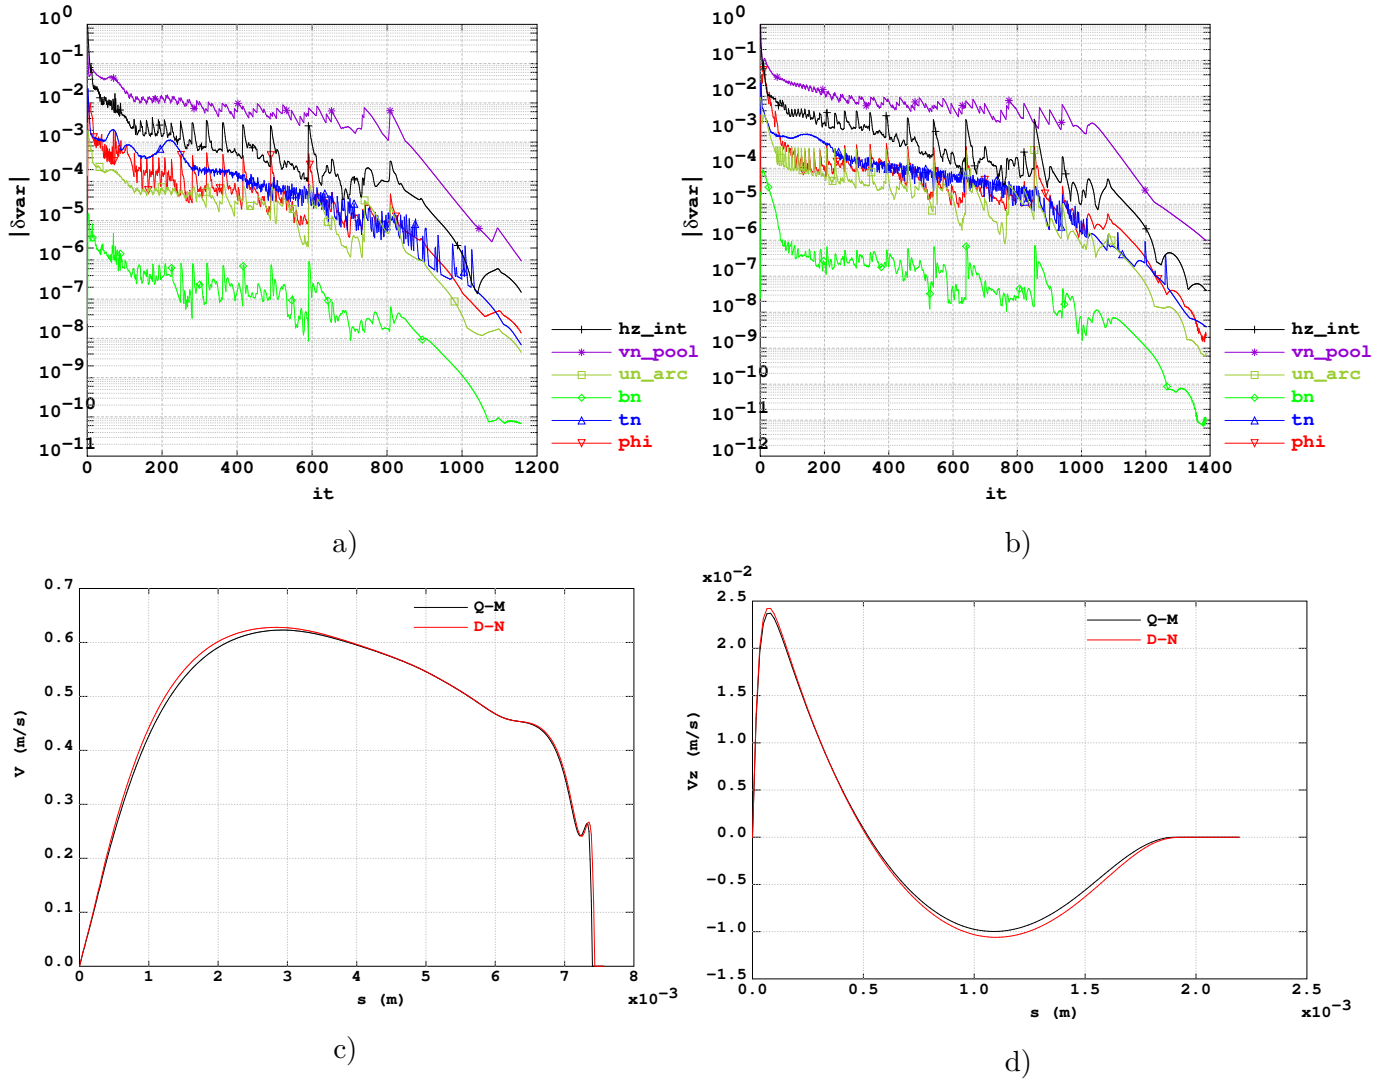 |δvar|
10^0
10^-1
10^-2
10^-3
10^-4
10^-5
10^-6
10^-7
10^-8
10^-9
10^-10
10^-11
0 200 400 600 800 1000 1200
it
hz_int
vn_pool
un_arc
bn
tn
phi
a)
|δvar|
10^0
10^-1
10^-2
10^-3
10^-4
10^-5
10^-6
10^-7
10^-8
10^-9
10^-10
10^-11
10^-12
0 200 400 600 800 1000 1200 1400
it
hz_int
vn_pool
un_arc
bn
tn
phi
b)
V (m/s)
0.7
0.6
0.5
0.4
0.3
0.2
0.1
0.0
0 1 2 3 4 5 6 7 8
s (m)
x10^-3
Q-M
D-N
c)
x10^-2
Vz (m/s)
2.5
2.0
1.5
1.0
0.5
0.0
-0.5
-1.0
-1.5
0.0 0.5 1.0 1.5 2.0 2.5
s (m)
x10^-3
Q-M
D-N
d)